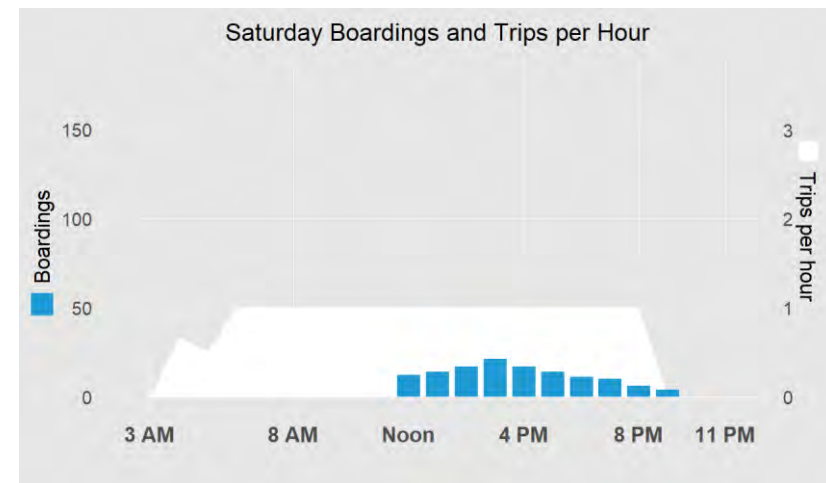 Saturday Boardings and Trips per Hour
150
100
50
0
Boardings
3
2
1
0
Trips per hour
3 AM 8 AM Noon 4 PM 8 PM 11 PM